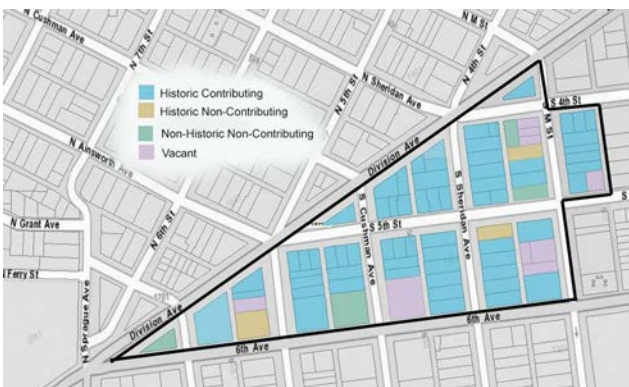 N Cushman Ave
N 7th St
N M St
N 4th St
N Sheridan Ave
N 5th St
Historic Contributing
Historic Non-Contributing
Non-Historic Non-Contributing
Vacant
N Ainsworth Ave
N 6th St
N Grant Ave
N Ferry St
N Sprague Ave
Division Ave
Division Ave
S 4th St
M St
S Sheridan Ave
S Cushman Ave
S 5th St
S
6th Ave
6th Ave